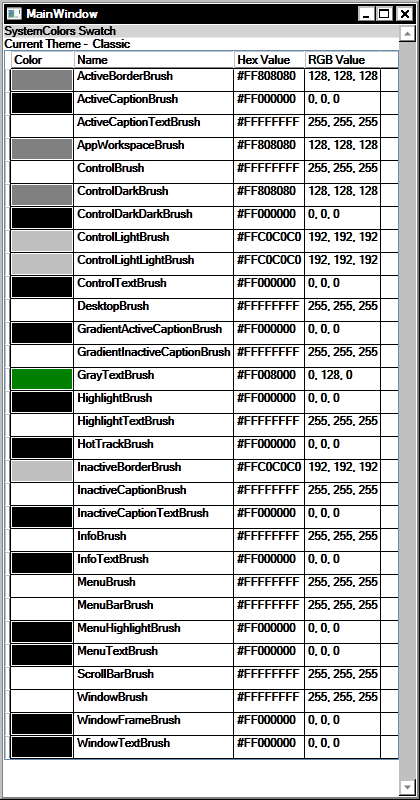 MainWindow
SystemColors Swatch
Current Theme - Classic
Color Name Hex Value RGB Value
ActiveBorderBrush #FF808080 128, 128, 128
ActiveCaptionBrush #FF000000 0, 0, 0
ActiveCaptionTextBrush #FFFFFFFF 255, 255, 255
AppWorkspaceBrush #FF808080 128, 128, 128
ControlBrush #FFFFFFFF 255, 255, 255
ControlDarkBrush #FF808080 128, 128, 128
ControlDarkDarkBrush #FF000000 0, 0, 0
ControlLightBrush #FFC0C0C0 192, 192, 192
ControlLightLightBrush #FFC0C0C0 192, 192, 192
ControlTextBrush #FF000000 0, 0, 0
DesktopBrush #FFFFFFFF 255, 255, 255
GradientActiveCaptionBrush #FF000000 0, 0, 0
GradientInactiveCaptionBrush #FFFFFFFF 255, 255, 255
GrayTextBrush #FF008000 0, 128, 0
HighlightBrush #FF000000 0, 0, 0
HighlightTextBrush #FFFFFFFF 255, 255, 255
HotTrackBrush #FF000000 0, 0, 0
InactiveBorderBrush #FFC0C0C0 192, 192, 192
InactiveCaptionBrush #FFFFFFFF 255, 255, 255
InactiveCaptionTextBrush #FF000000 0, 0, 0
InfoBrush #FFFFFFFF 255, 255, 255
InfoTextBrush #FF000000 0, 0, 0
MenuBrush #FFFFFFFF 255, 255, 255
MenuBarBrush #FFFFFFFF 255, 255, 255
MenuHighlightBrush #FF000000 0, 0, 0
MenuTextBrush #FF000000 0, 0, 0
ScrollBarBrush #FFFFFFFF 255, 255, 255
WindowBrush #FFFFFFFF 255, 255, 255
WindowFrameBrush #FF000000 0, 0, 0
WindowTextBrush #FF000000 0, 0, 0